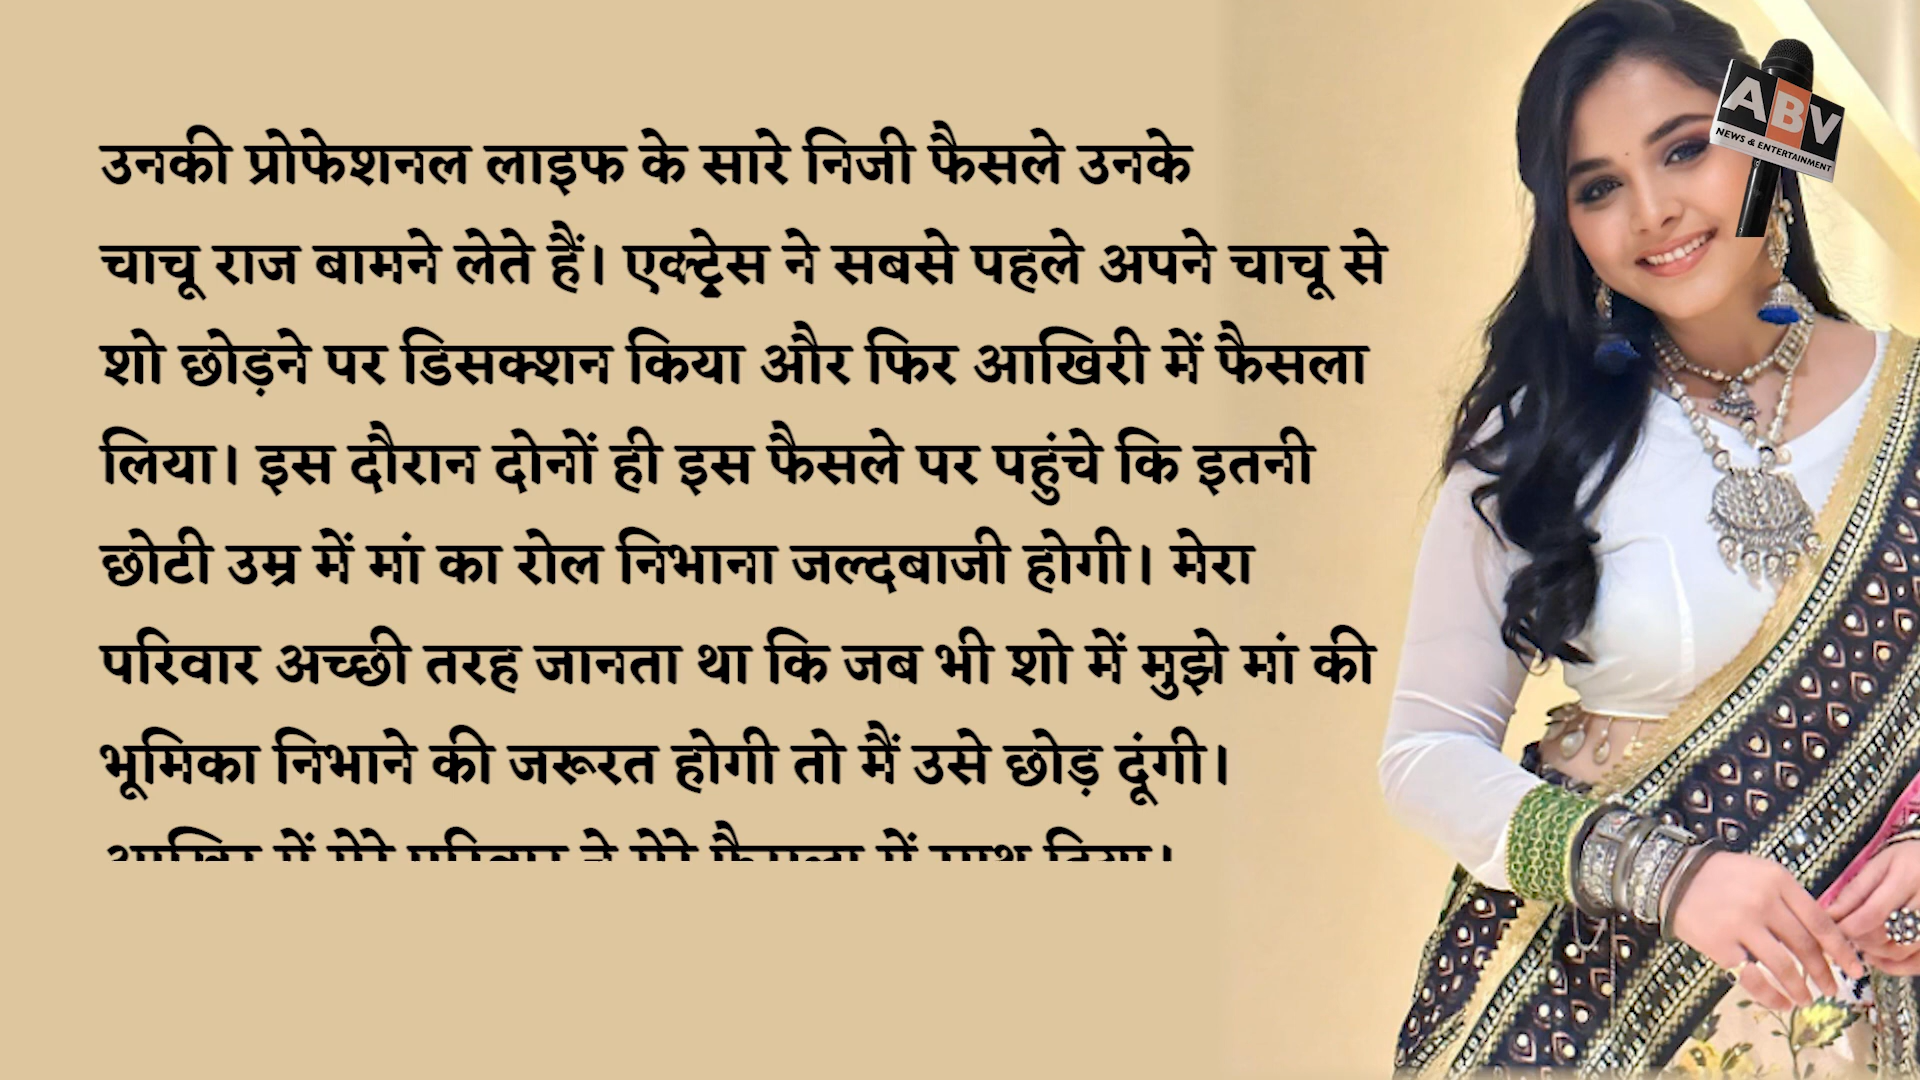 उनकी प्रोफेशनल लाइफ के सारे निजी फैसले उनके
चाचू राज बामने लेते हैं। एक्ट्रेस ने सबसे पहले अपने चाचू से
शो छोड़ने पर डिसक्शन किया और फिर आखिरी में फैसला
लिया। इस दौरान दोनों ही इस फैसले पर पहुंचे कि इतनी
छोटी उम्र में मां का रोल निभाना जल्दबाजी होगी। मेरा
परिवार अच्छी तरह जानता था कि जब भी शो में मुझे मां की
भूमिका निभाने की जरूरत होगी तो मैं उसे छोड़ दूंगी।
ABV
NEWS & ENTERTAINMENT